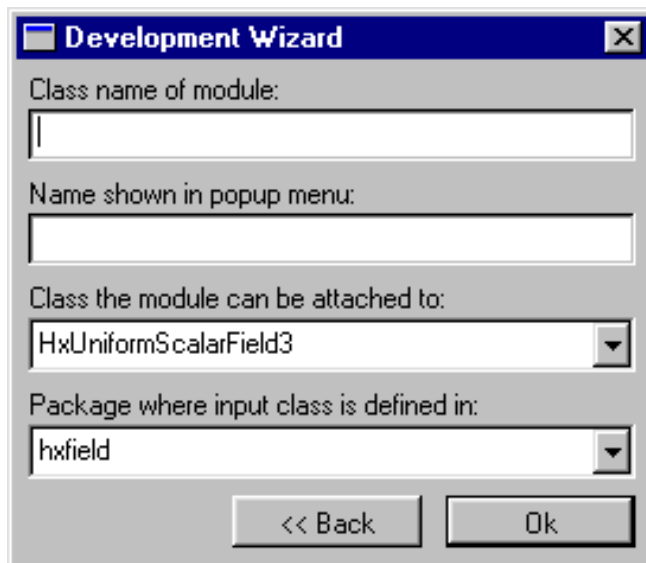 Development Wizard
Class name of module:
Name shown in popup menu:
Class the module can be attached to:
HxUniformScalarField3
Package where input class is defined in:
hxfield
<< Back
Ok